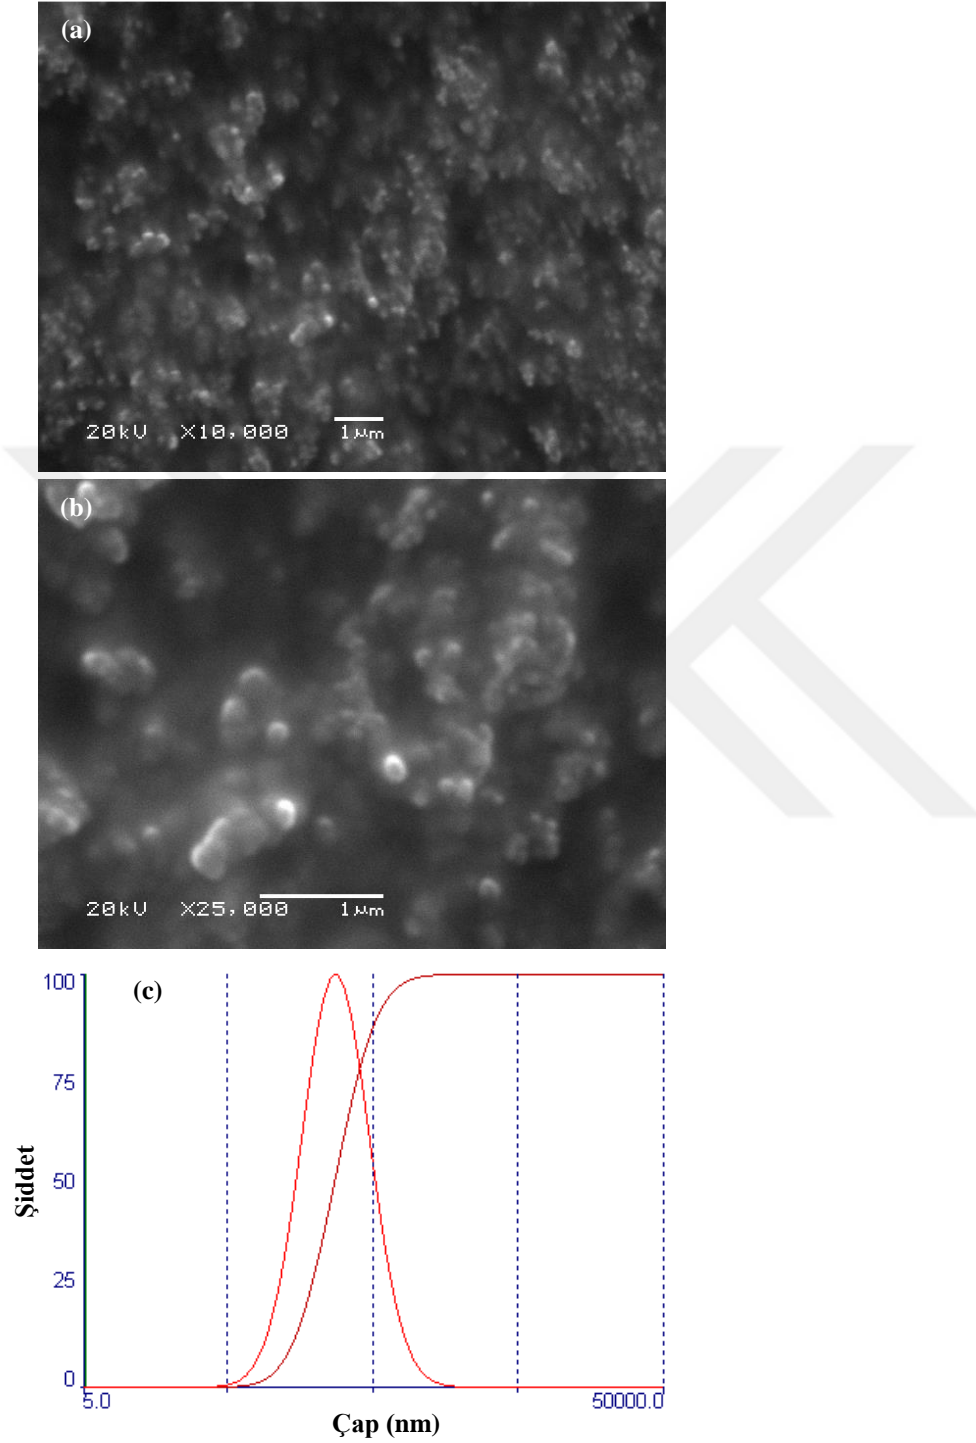 (a)
20kV X10,000 1µm
(b)
20kV X25,000 1µm
(c)
100
75
50
25
0
Şiddet
5.0 50000.0
Çap (nm)